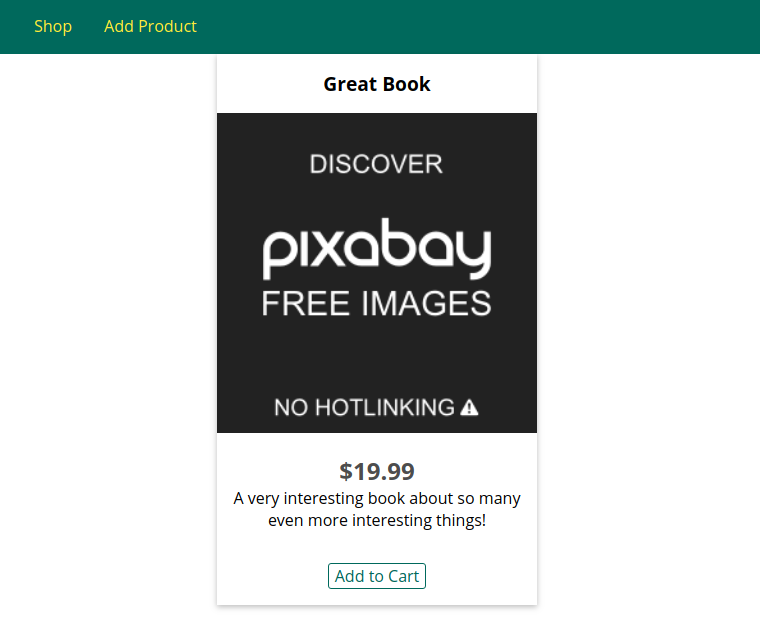 Shop Add Product
Great Book
DISCOVER
pixabay
FREE IMAGES
NO HOTLINKING
$19.99
A very interesting book about so many
even more interesting things!
Add to Cart